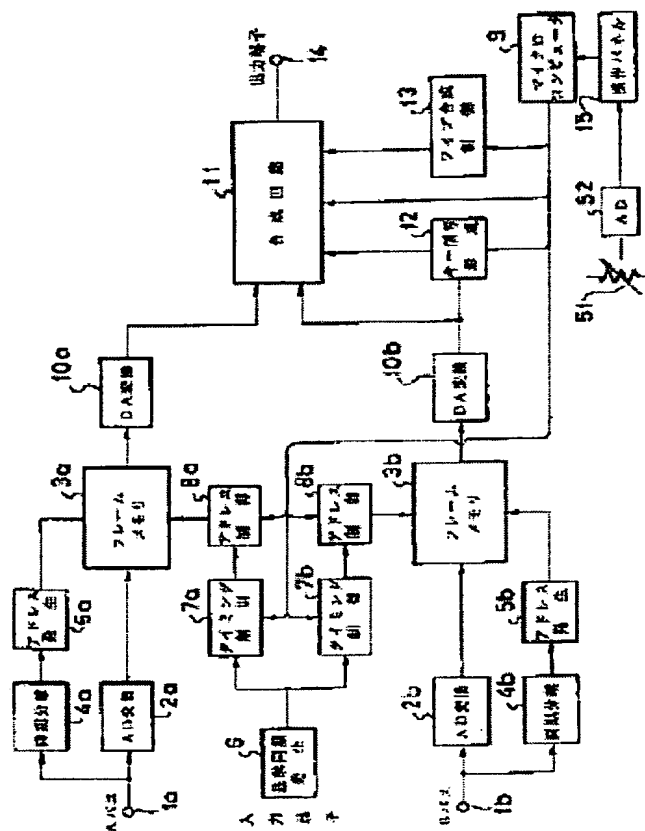 Aバス
1a
同期分離
4a
AD変換
2a
アドレス
発生
5a
フレーム
メモリ
3a
DA変換
10a
入力端子
基準同期
発生
6
タイミング
制御
7a
タイミング
制御
7b
アドレス
制御
8a
アドレス
制御
8b
Bバス
1b
AD変換
2b
同期分離
4b
アドレス
発生
5b
フレーム
メモリ
3b
DA変換
10b
合成回路
11
キー信号
生成
12
ワイプ合成
制御
13
出力端子
14
マイクロ
コンピュータ
9
操作パネル
15
AD
52
51